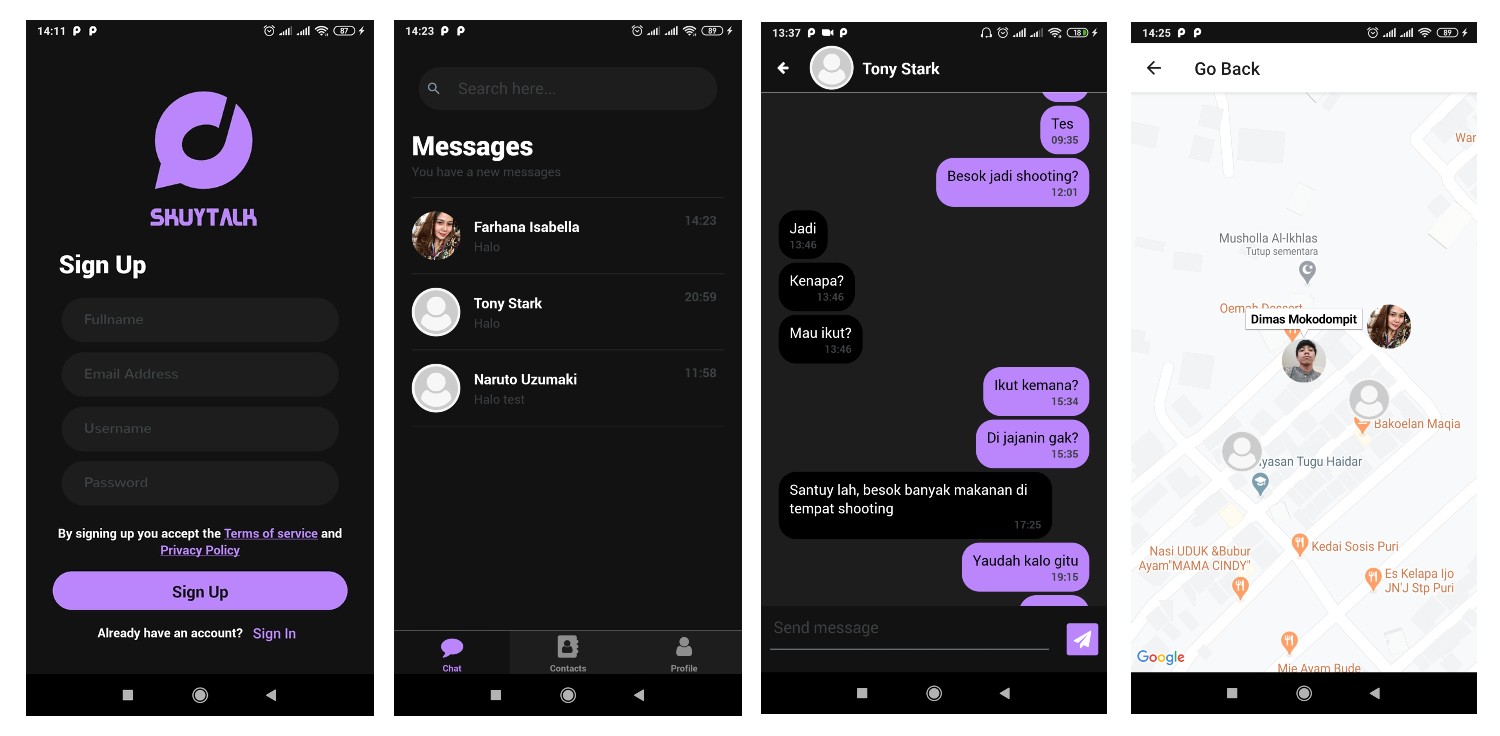 14:11
87
SKUYTALK
Sign Up
Fullname
Email Address
Username
Password
By signing up you accept the Terms of service and
Privacy Policy
Sign Up
Already have an account? Sign In
14:23
89
Search here...
Messages
You have a new messages
Farhana Isabella
14:23
Halo
Tony Stark
20:59
Halo
Naruto Uzumaki
11:58
Halo test
Chat
Contacts
Profile
13:37
18
Tony Stark
Tes
09:35
Besok jadi shooting?
12:01
Jadi
13:46
Kenapa?
13:46
Mau ikut?
13:46
Ikut kemana?
15:34
Di jajanin gak?
15:35
Santuy lah, besok banyak makanan di
tempat shooting
17:25
Yaudah kalo gitu
19:15
Send message
14:25
89
Go Back
War
Musholla Al-Ikhlas
Tutup sementara
Oemah Dessert
Dimas Mokodompit
Bakoelan Maqia
yasan Tugu Haidar
Kedai Sosis Puri
Nasi UDUK &Bubur
Ayam"MAMA CINDY"
Es Kelapa Ijo
JN'J Stp Puri
Google
Mie Ayam Bude